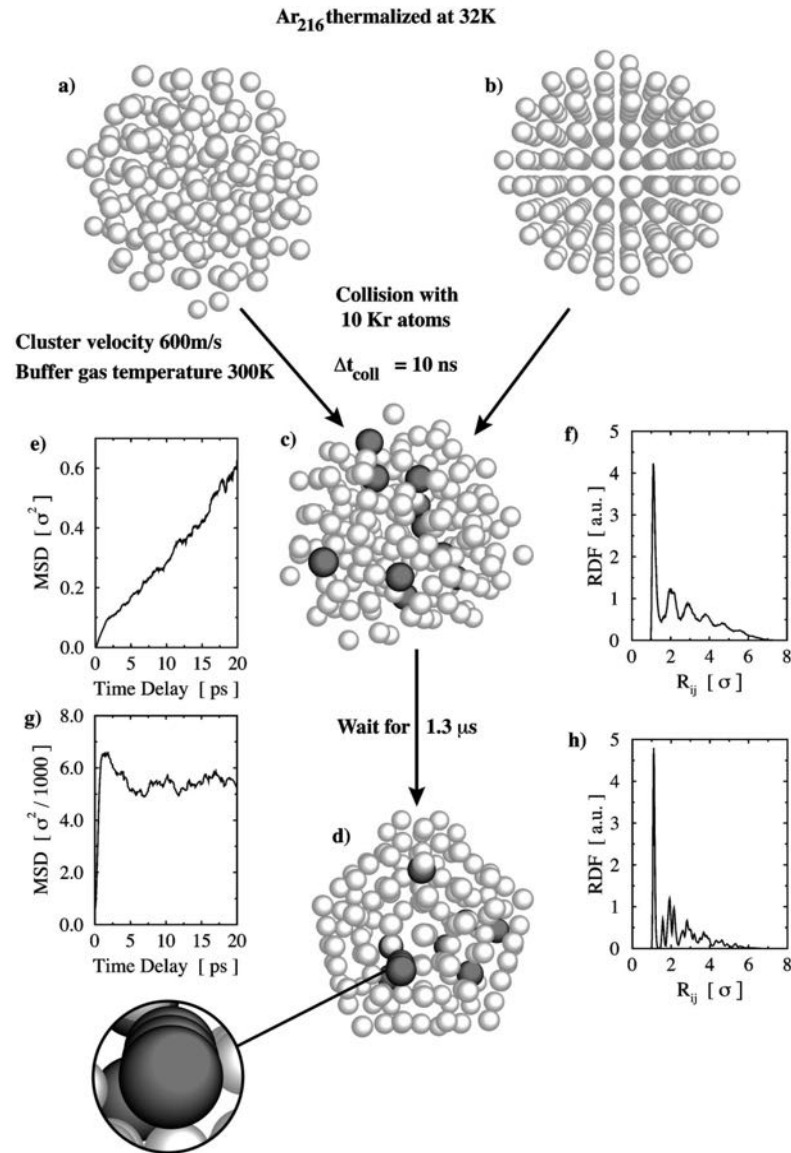 Ar216 thermalized at 32K
a)
b)
Collision with
10 Kr atoms
Cluster velocity 600m/s
Buffer gas temperature 300K
Δtcoll = 10 ns
e)
MSD [ σ² ]
0.6
0.4
0.2
0.0
0 5 10 15 20
Time Delay [ ps ]
c)
f)
RDF [ a.u. ]
5
4
3
2
1
0
0 2 4 6 8
Rij [ σ ]
Wait for 1.3 μs
g)
MSD [ σ² / 1000 ]
8.0
6.0
4.0
2.0
0.0
0 5 10 15 20
Time Delay [ ps ]
d)
h)
RDF [ a.u. ]
5
4
3
2
1
0
0 2 4 6 8
Rij [ σ ]